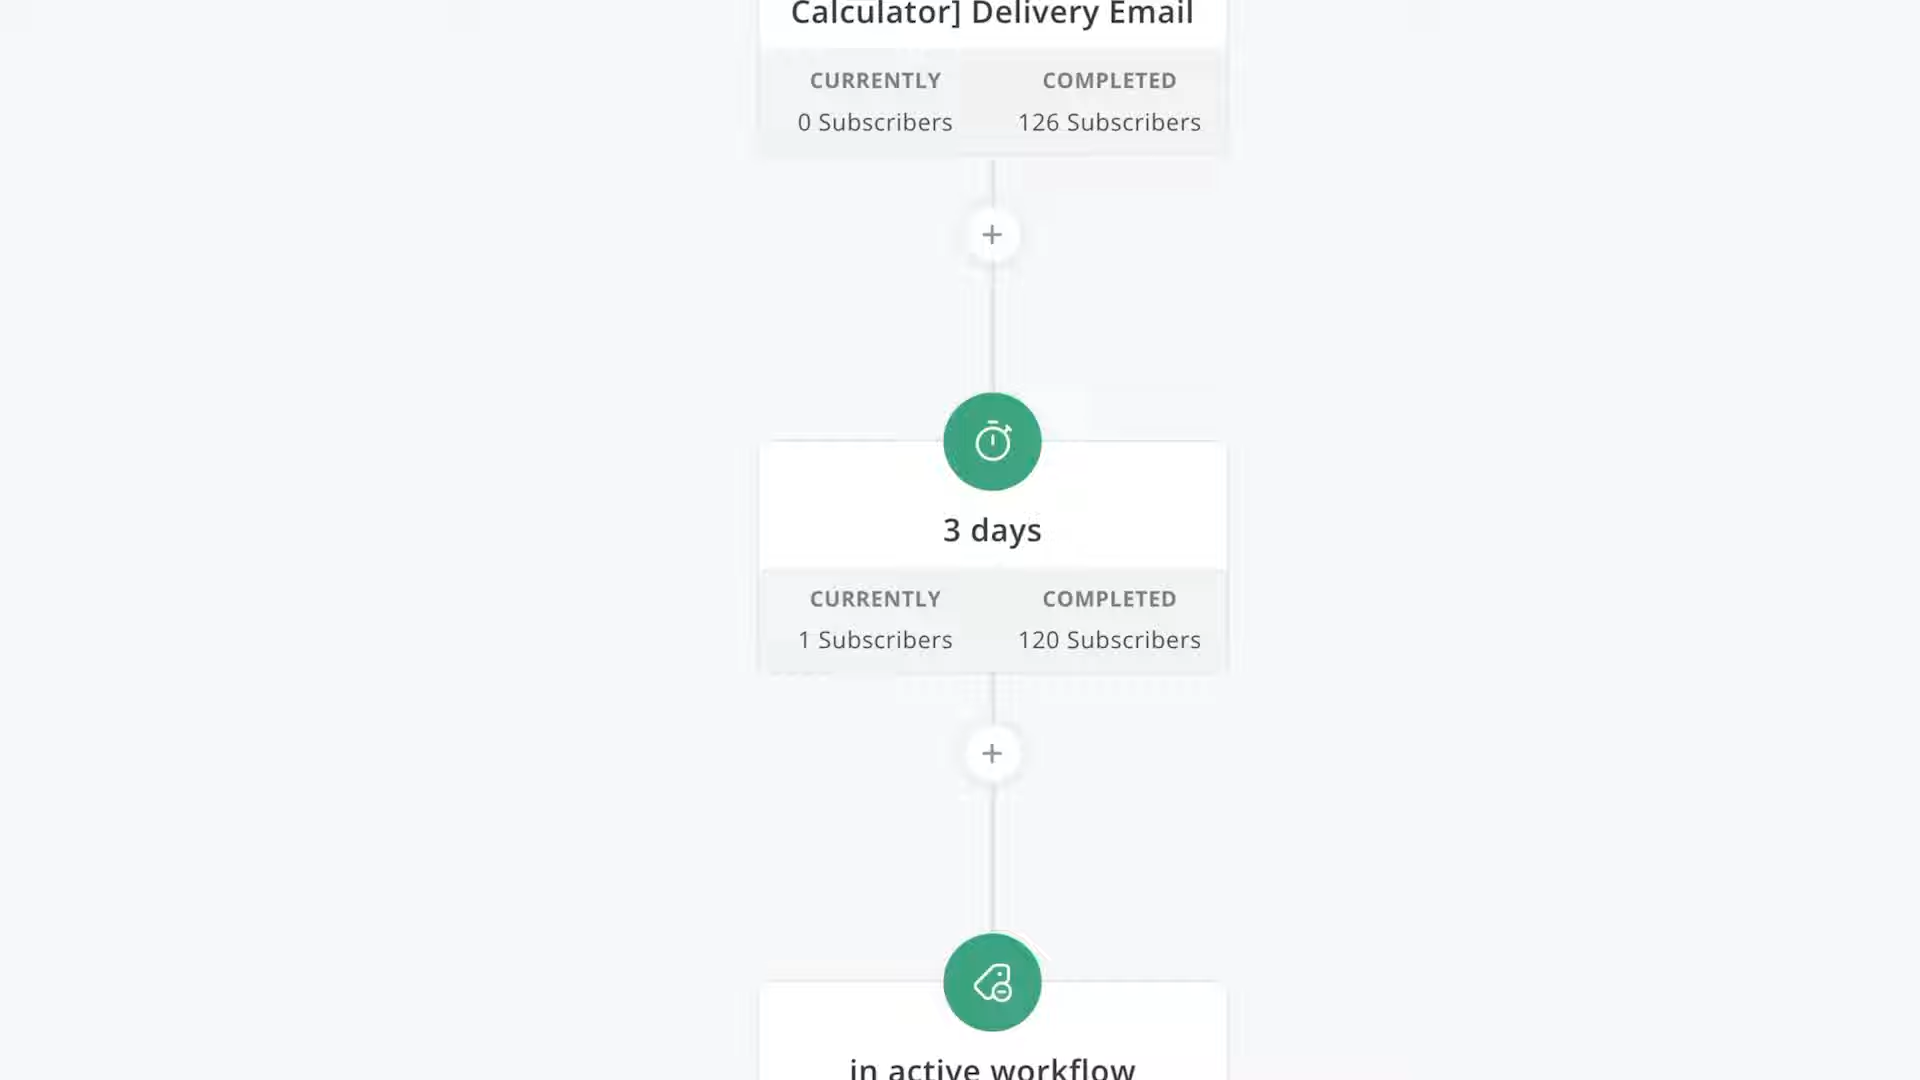 Calculator] Delivery Email
CURRENTLY COMPLETED
0 Subscribers 126 Subscribers
+
3 days
CURRENTLY COMPLETED
1 Subscribers 120 Subscribers
+
in active workflow